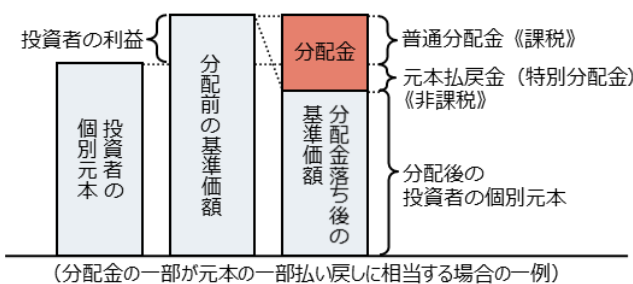 投資者の利益
投資者の
個別元本
分配前の基準価額
分配金
分配金落ち後の
基準価額
普通分配金《課税》
元本払戻金（特別分配金）
《非課税》
分配後の
投資者の個別元本
（分配金の一部が元本の一部払い戻しに相当する場合の一例）